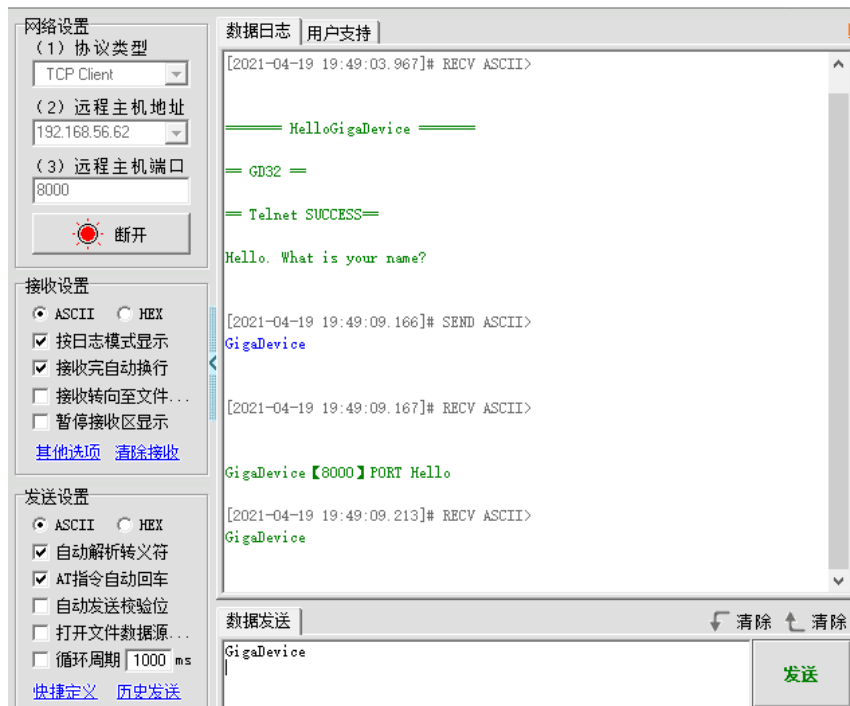 网络设置
(1) 协议类型
TCP Client
(2) 远程主机地址
192.168.56.62
(3) 远程主机端口
8000
断开
接收设置
ASCII HEX
按日志模式显示
接收完自动换行
接收转向至文件...
暂停接收区显示
其他选项 清除接收
发送设置
ASCII HEX
自动解析转义符
AT指令自动回车
自动发送校验位
打开文件数据源...
循环周期 1000 ms
快捷定义 历史发送
数据日志 用户支持
[2021-04-19 19:49:03.967]# RECV ASCII>
====== HelloGigaDevice ======
== GD32 ==
== Telnet SUCCESS==
Hello. What is your name?
[2021-04-19 19:49:09.166]# SEND ASCII>
GigaDevice
[2021-04-19 19:49:09.167]# RECV ASCII>
GigaDevice【8000】PORT Hello
[2021-04-19 19:49:09.213]# RECV ASCII>
GigaDevice
数据发送 清除 清除
GigaDevice
发送